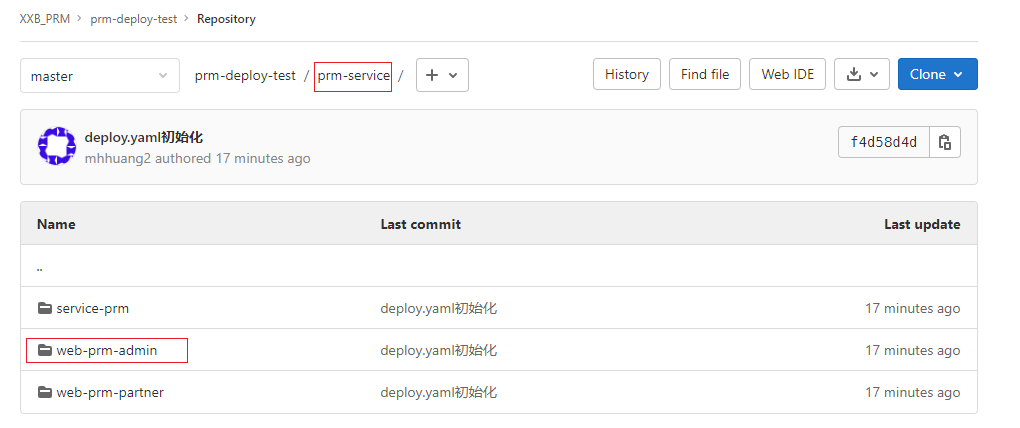 XXB_PRM > prm-deploy-test > Repository
master prm-deploy-test / prm-service / + History Find file Web IDE Clone
deploy.yaml初始化
mhhuang2 authored 17 minutes ago f4d58d4d
Name Last commit Last update
..
service-prm deploy.yaml初始化 17 minutes ago
web-prm-admin deploy.yaml初始化 17 minutes ago
web-prm-partner deploy.yaml初始化 17 minutes ago